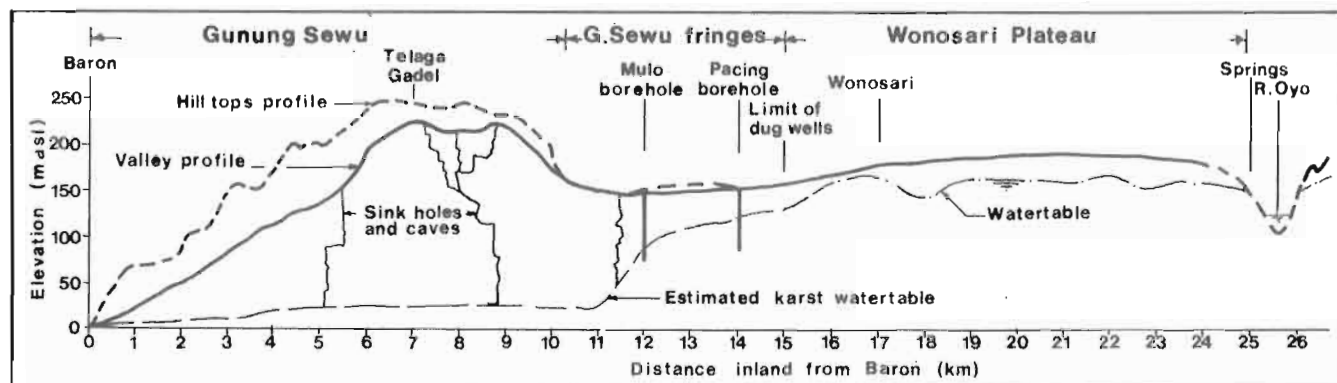 Gunung Sewu
G.Sewu fringes
Wonosari Plateau
Baron
Telaga
Gadel
Mulo
borehole
Pacing
borehole
Limit of
dug wells
Wonosari
Springs
R.Oyo
Hill tops profile
Valley profile
Sink holes
and caves
Watertable
Estimated karst watertable
Elevation (masl)
250
200
150
100
50
0
0 1 2 3 4 5 6 7 8 9 10 11 12 13 14 15 16 17 18 19 20 21 22 23 24 25 26
Distance inland from Baron (km)